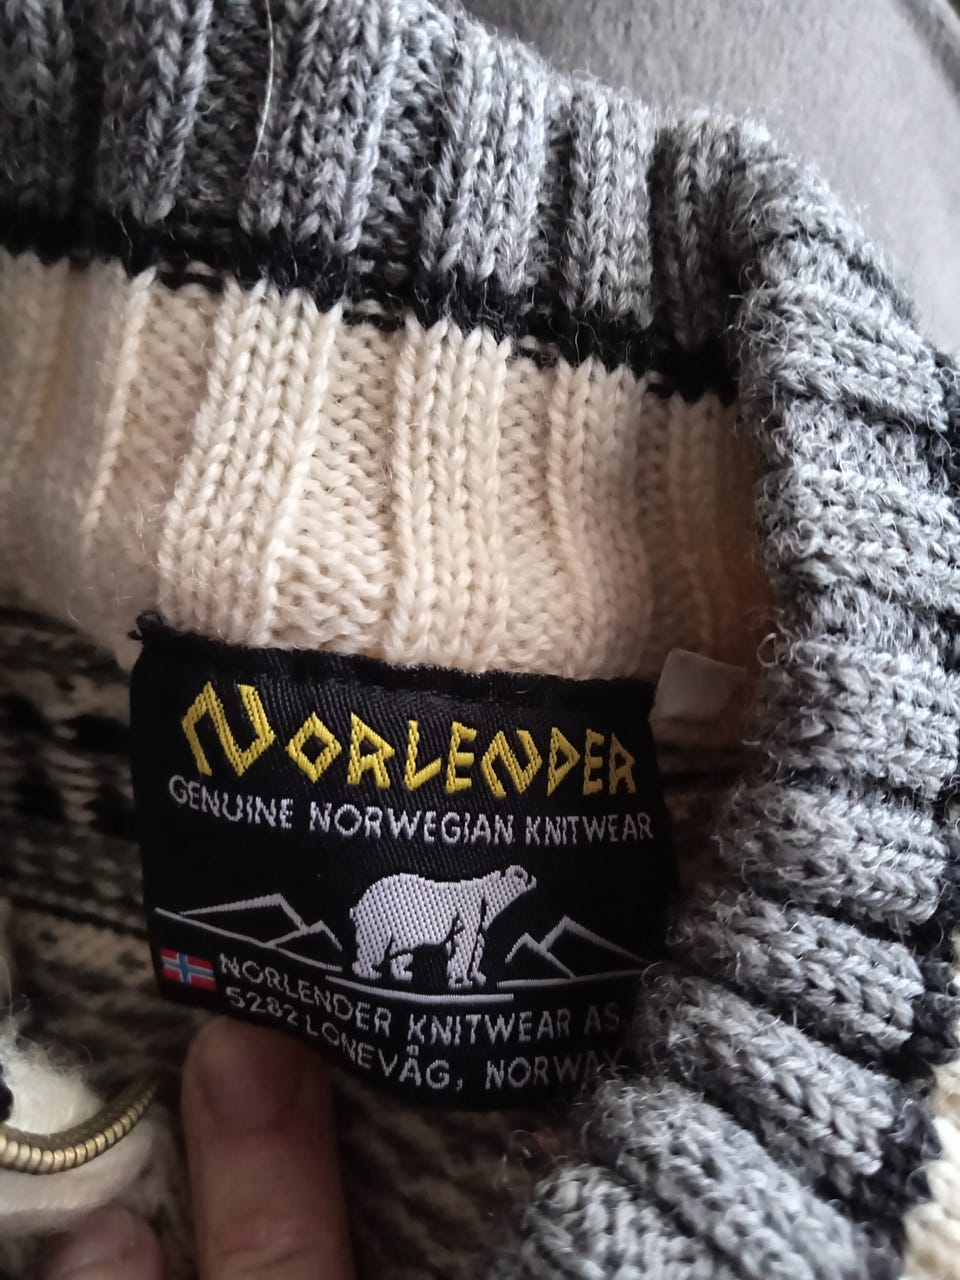 NORLENDER
GENUINE NORWEGIAN KNITWEAR
NORLENDER KNITWEAR AS
5282 LONEVÅG, NORWAY